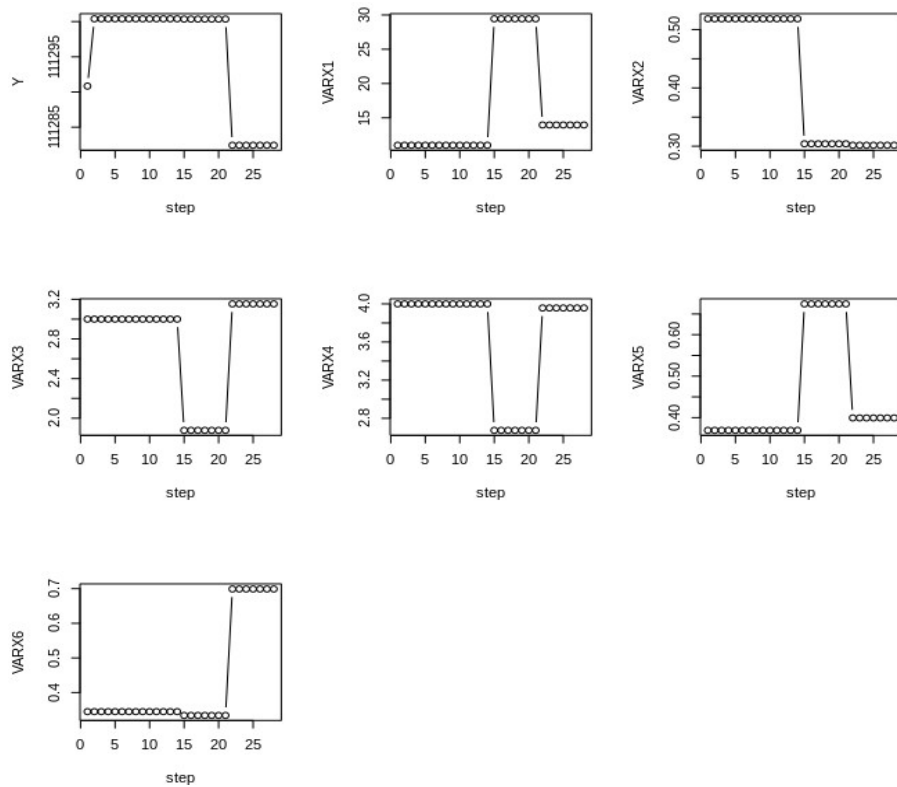 Y
111285 111295
0 5 10 15 20 25
step
VARX1
15 20 25 30
0 5 10 15 20 25
step
VARX2
0.30 0.40 0.50
0 5 10 15 20 25
step
VARX3
2.0 2.4 2.8 3.2
0 5 10 15 20 25
step
VARX4
2.8 3.2 3.6 4.0
0 5 10 15 20 25
step
VARX5
0.40 0.50 0.60
0 5 10 15 20 25
step
VARX6
0.4 0.5 0.6 0.7
0 5 10 15 20 25
step